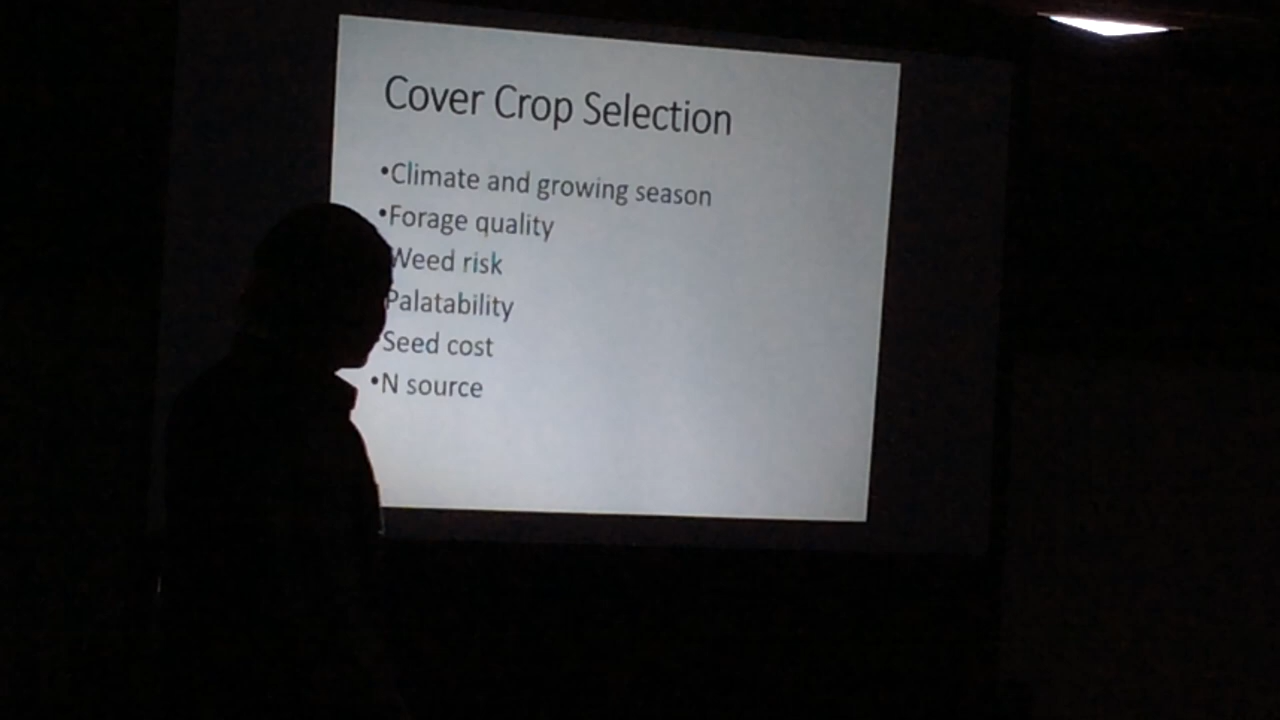 Cover Crop Selection
•Climate and growing season
•Forage quality
Weed risk
Palatability
Seed cost
•N source